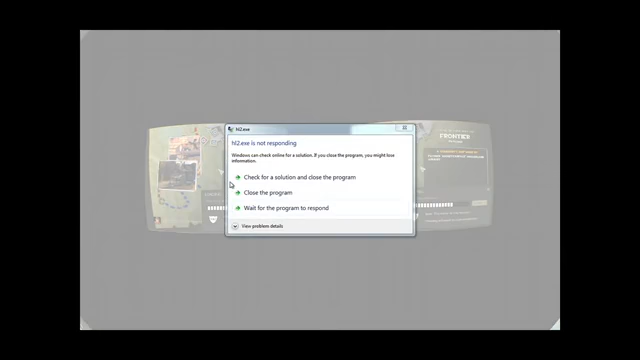 hl2.exe
hl2.exe is not responding
Windows can check online for a solution. If you close the program, you might lose
information.
Check for a solution and close the program
Close the program
Wait for the program to respond
View problem details
FRONTIER